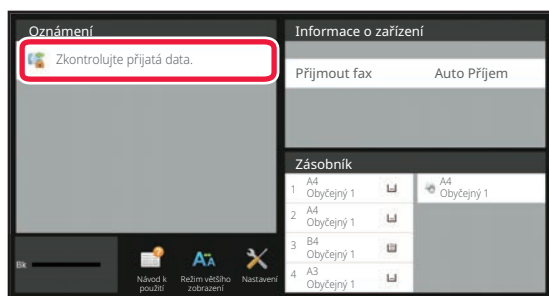 Oznámení
Zkontrolujte přijatá data.
Informace o zařízení
Přijmout fax Auto Příjem
Zásobník
1 A4
Obyčejný 1
2 A4
Obyčejný 1
3 B4
Obyčejný 1
4 A3
Obyčejný 1
A4
Obyčejný 1
Bk
Návod k
použití
Režim většího
zobrazení
Nastavení